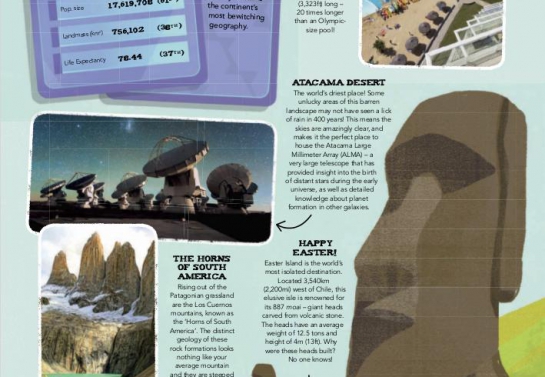 Pop. size 17,619,708 (61st)
Landmass (km²) 756,102 (38th)
Life Expectancy 78.44 (37th)
the continent's
most bewitching
geography.
(3,323ft) long –
20 times longer
than an Olympic-
size pool!
ATACAMA DESERT
The world's driest place! Some
unlucky areas of this barren
landscape may not have seen a lick
of rain in 400 years! This means the
skies are amazingly clear, and
makes it the perfect place to
house the Atacama Large
Millimeter Array (ALMA) – a
very large telescope that has
provided insight into the birth
of distant stars during the early
universe, as well as detailed
knowledge about planet
formation in other galaxies.
THE HORNS
OF SOUTH
AMERICA
Rising out of the
Patagonian grassland
are the Los Cuernos
mountains, known as
the 'Horns of South
America'. The distinct
geology of these
rock formations looks
nothing like your
average mountain
and they are steeped
HAPPY
EASTER!
Easter Island is the world's
most isolated destination.
Located 3,540km
(2,200mi) west of Chile, this
elusive isle is renowned for
its 887 moai – giant heads
carved from volcanic stone.
The heads have an average
weight of 12.5 tons and
height of 4m (13ft). Why
were these heads built?
No one knows!